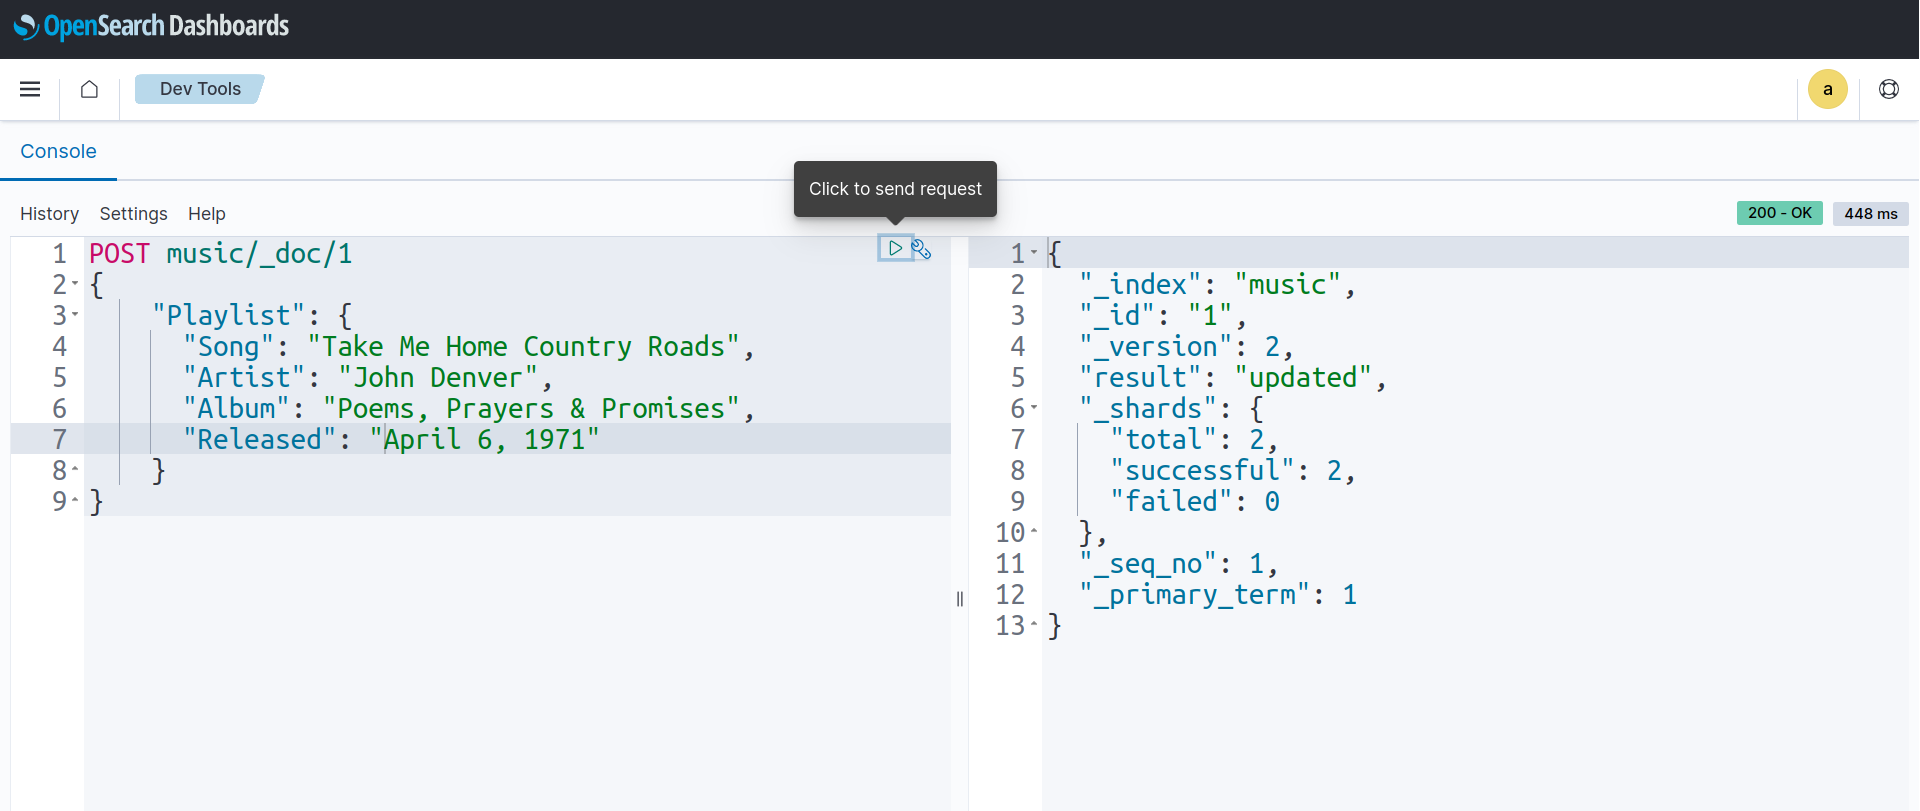 OpenSearch Dashboards
Dev Tools
a
Console
Click to send request
History Settings Help
200 - OK 448 ms
1 POST music/_doc/1
2 {
3 "Playlist": {
4 "Song": "Take Me Home Country Roads",
5 "Artist": "John Denver",
6 "Album": "Poems, Prayers & Promises",
7 "Released": "April 6, 1971"
8 }
9 }
1 {
2 "_index": "music",
3 "_id": "1",
4 "_version": 2,
5 "result": "updated",
6 "_shards": {
7 "total": 2,
8 "successful": 2,
9 "failed": 0
10 },
11 "_seq_no": 1,
12 "_primary_term": 1
13 }